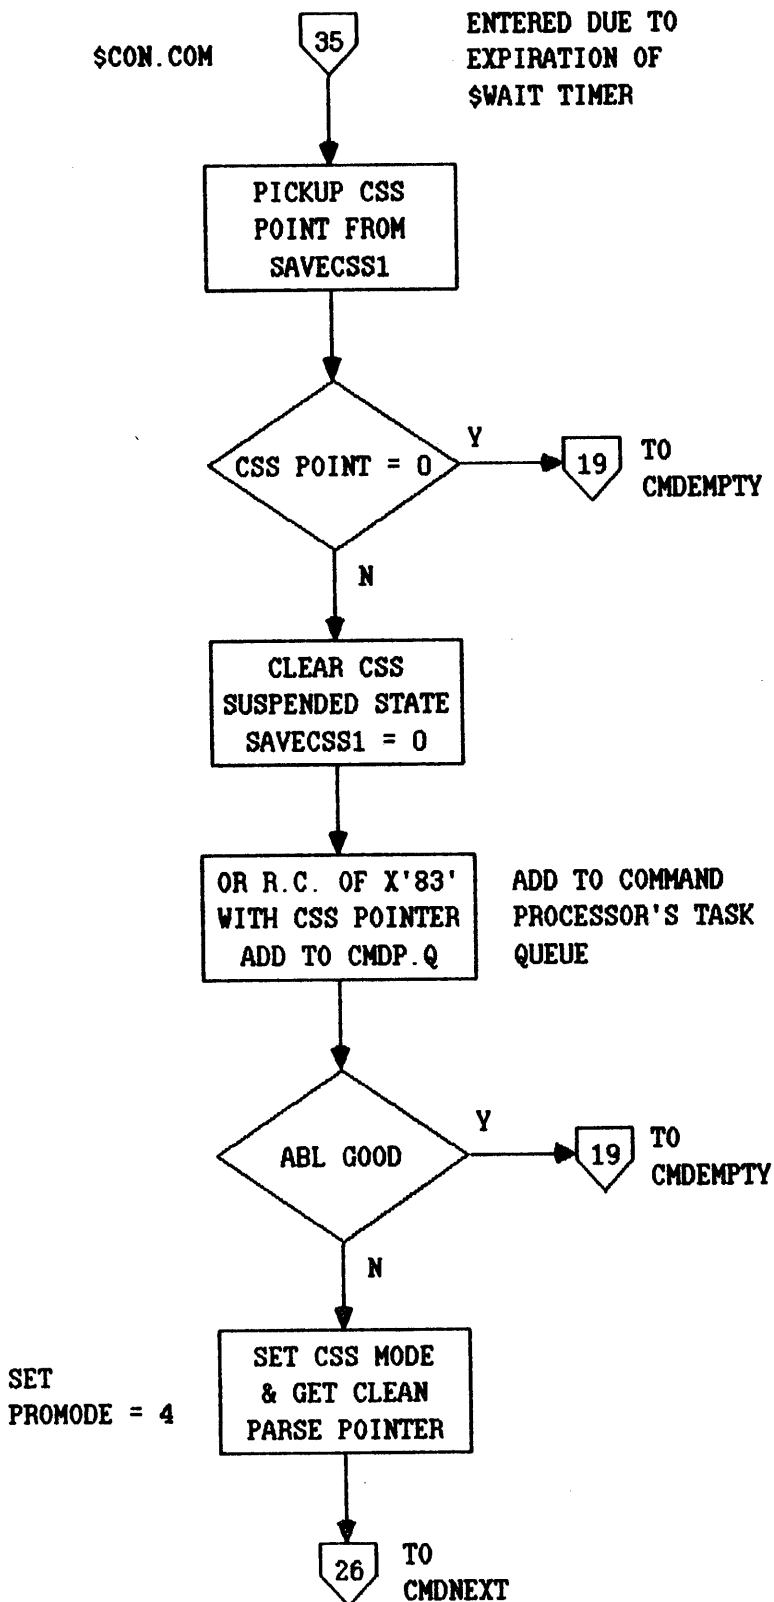 $CON.COM
35
ENTERED DUE TO
EXPIRATION OF
$WAIT TIMER
PICKUP CSS
POINT FROM
SAVECSS1
CSS POINT = 0
Y
19
TO
CMDEMPTY
N
CLEAR CSS
SUSPENDED STATE
SAVECSS1 = 0
OR R.C. OF X'83'
WITH CSS POINTER
ADD TO CMDP.Q
ADD TO COMMAND
PROCESSOR'S TASK
QUEUE
ABL GOOD
Y
19
TO
CMDEMPTY
N
SET
PROMODE = 4
SET CSS MODE
& GET CLEAN
PARSE POINTER
26
TO
CMDNEXT